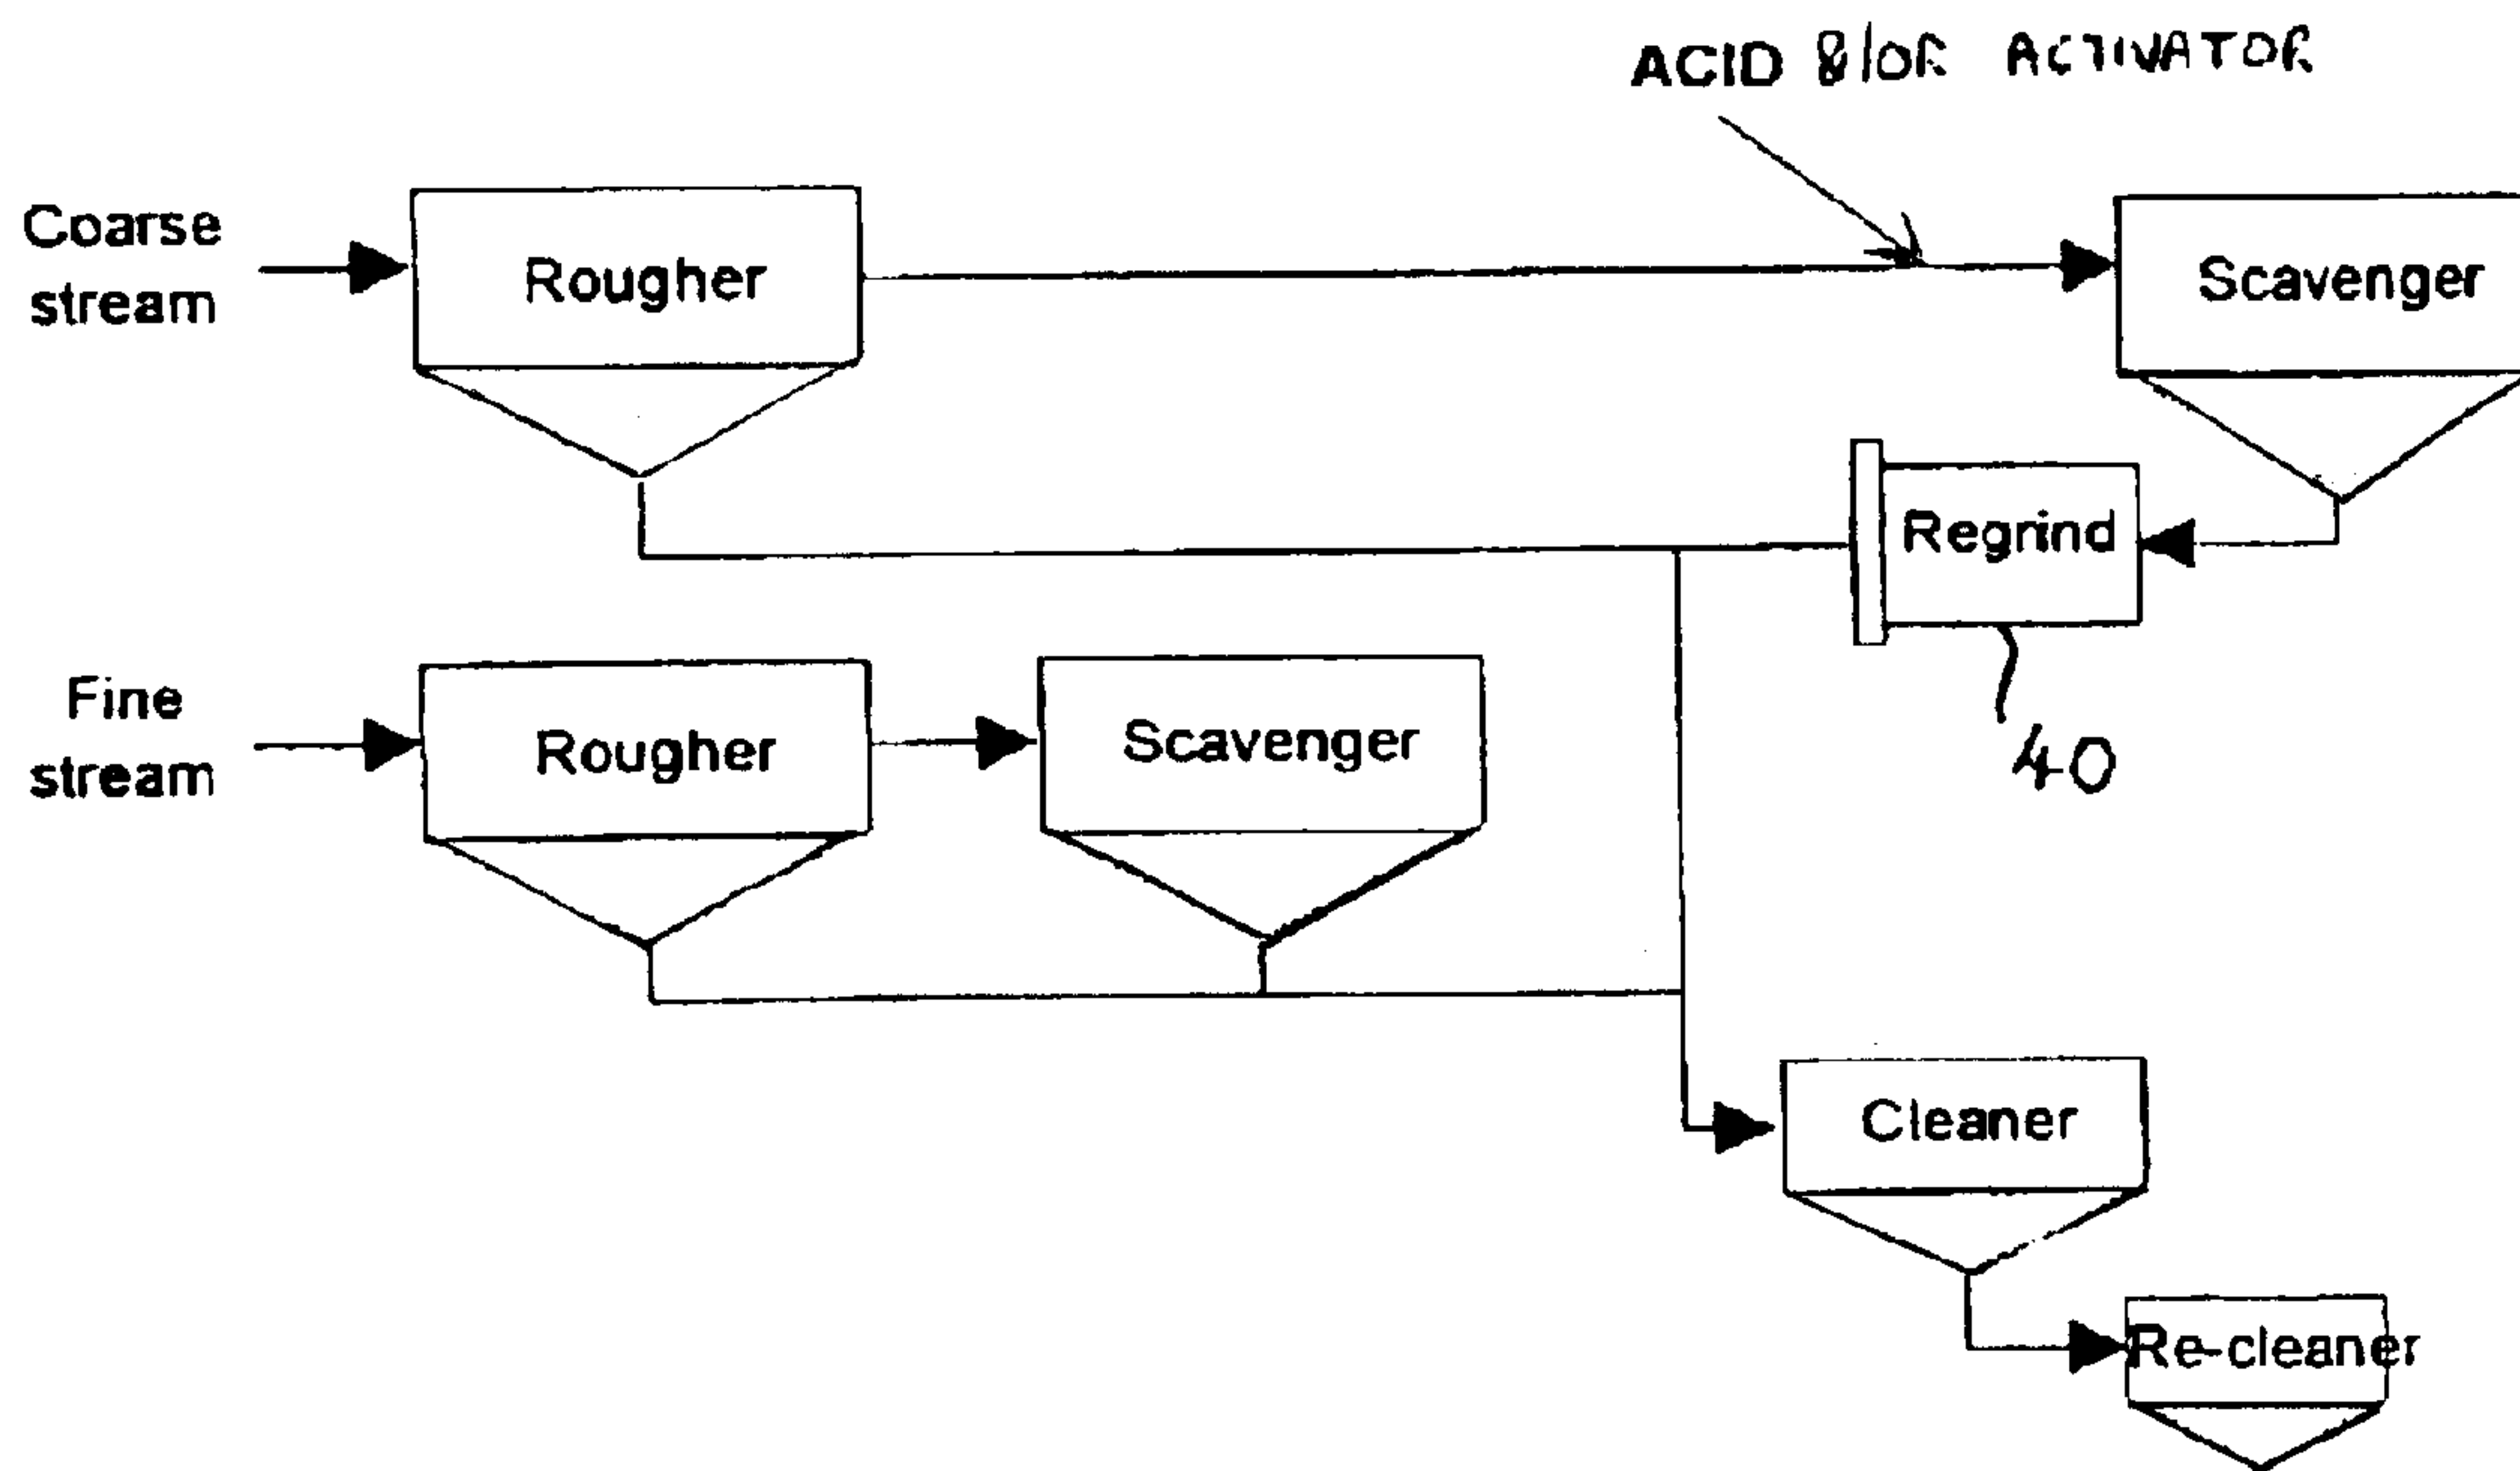 ACID &/OR ACTIVATOR
Coarse
stream
Rougher
Scavenger
Regrind
40
Fine
stream
Rougher
Scavenger
Cleaner
Re-cleaner